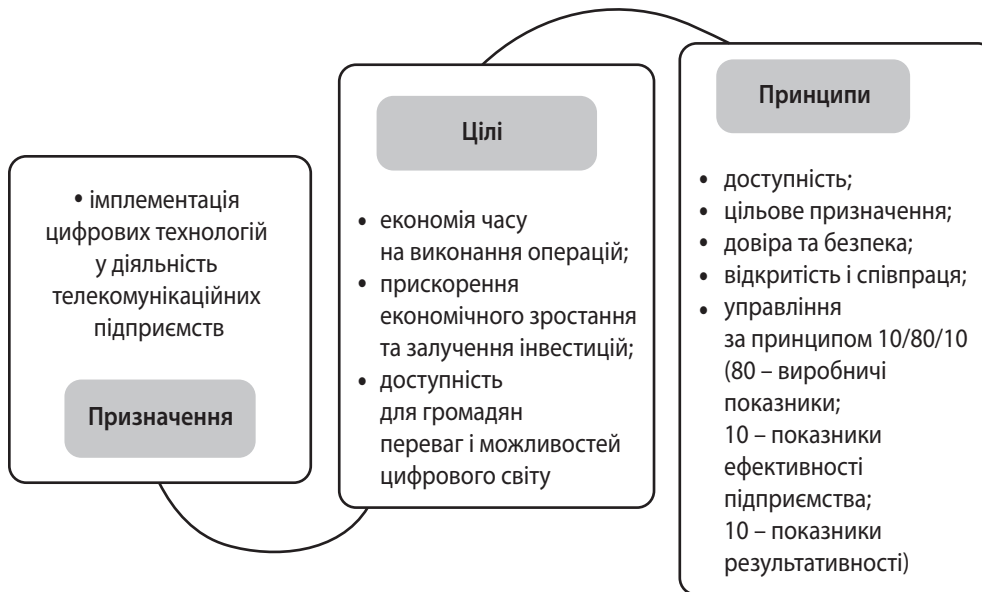 • імплементація
цифрових технологій
у діяльність
телекомунікаційних
підприємств
Призначення
Цілі
• економія часу
на виконання операцій;
• прискорення
економічного зростання
та залучення інвестицій;
• доступність
для громадян
переваг і можливостей
цифрового світу
Принципи
• доступність;
• цільове призначення;
• довіра та безпека;
• відкритість і співпраця;
• управління
за принципом 10/80/10
(80 – виробничі
показники;
10 – показники
ефективності
підприємства;
10 – показники
результативності)